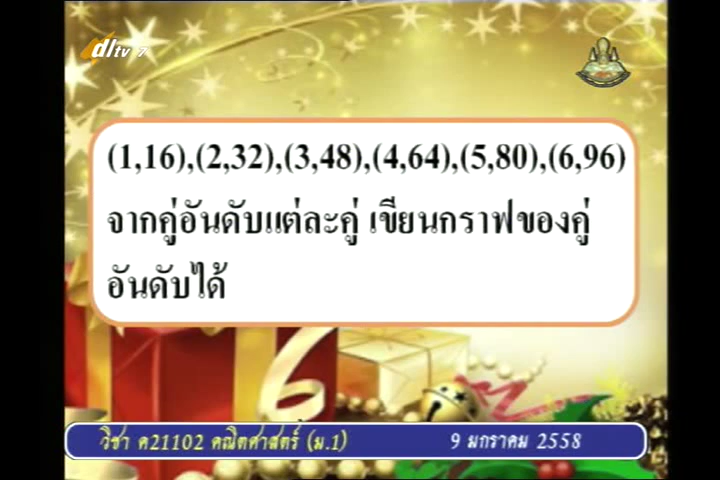 dltv 7
(1,16),(2,32),(3,48),(4,64),(5,80),(6,96)
จากคู่อันดับแต่ละคู่ เขียนกราฟของคู่
อันดับได้
วิชา ค21102 คณิตศาสตร์ (ม.1) 9 มกราคม 2558